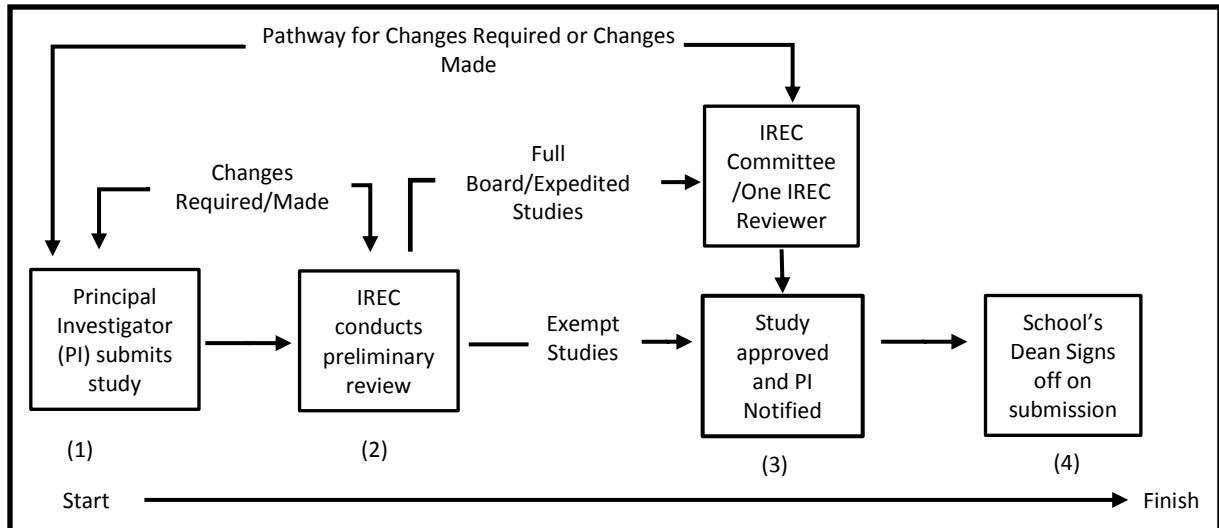 Pathway for Changes Required or Changes
Made
IREC
Committee
/One IREC
Reviewer
Full
Board/Expedited
Studies
Changes
Required/Made
Principal
Investigator
(PI) submits
study
IREC
conducts
preliminary
review
Exempt
Studies
Study
approved
and PI
Notified
School’s
Dean Signs
off on
submission
(1)
(2)
(3)
(4)
Start
Finish